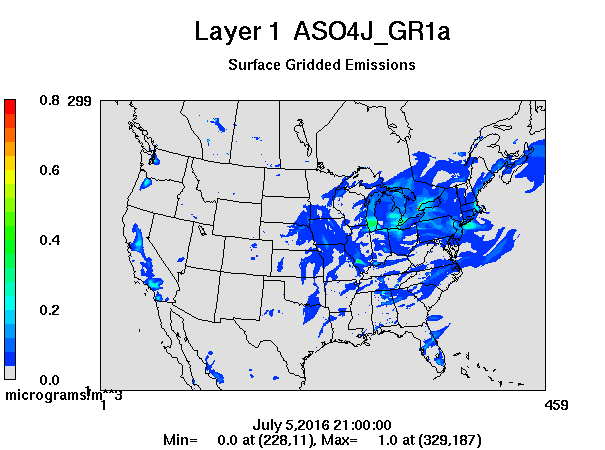 Layer 1 ASO4J_GR1a
Surface Gridded Emissions
0.8
299
0.6
0.4
0.2
0.0
1
micrograms/m**3
1
459
July 5,2016 21:00:00
Min= 0.0 at (228,11), Max= 1.0 at (329,187)